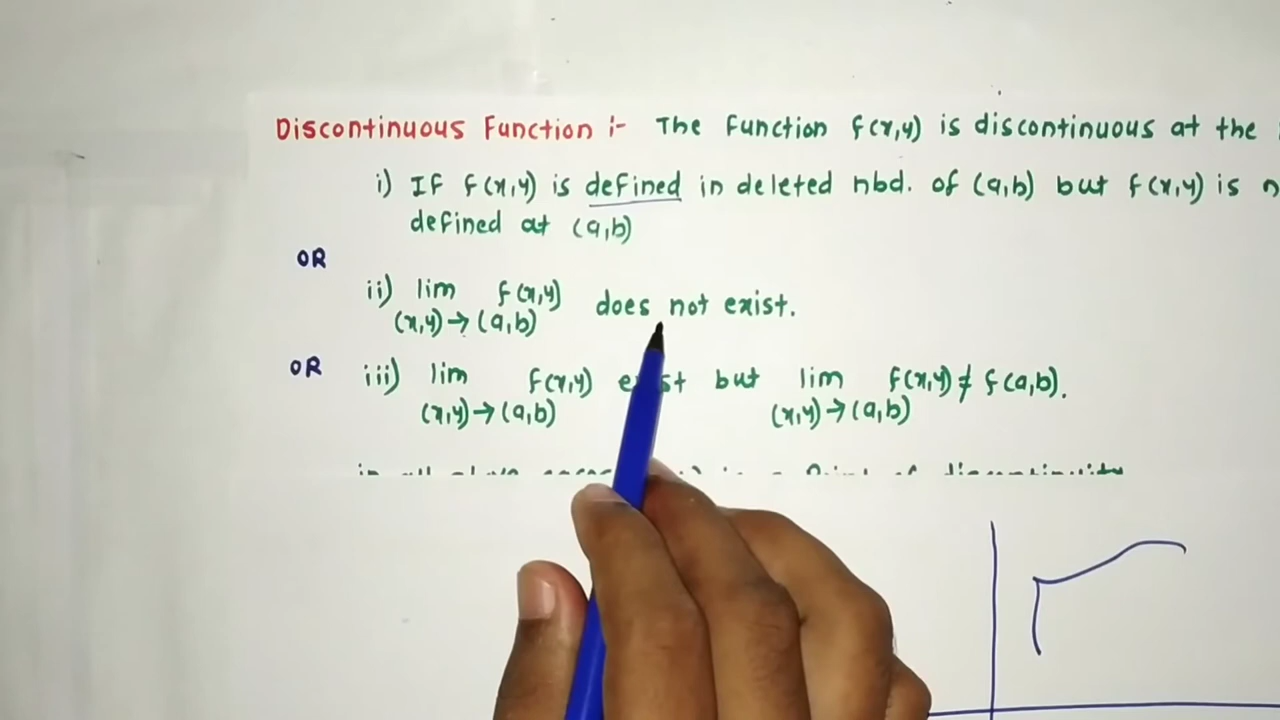 Discontinuous Function :- The Function f(x,y) is discontinuous at the
i) IF f(x,y) is defined in deleted nbd. of (a,b) but f(x,y) is
defined at (a,b)
OR
ii) lim f(x,y) does not exist.
(x,y)→(a,b)
OR
iii) lim f(x,y) but lim f(x,y) ≠ f(a,b).
(x,y)→(a,b) (x,y)→(a,b)